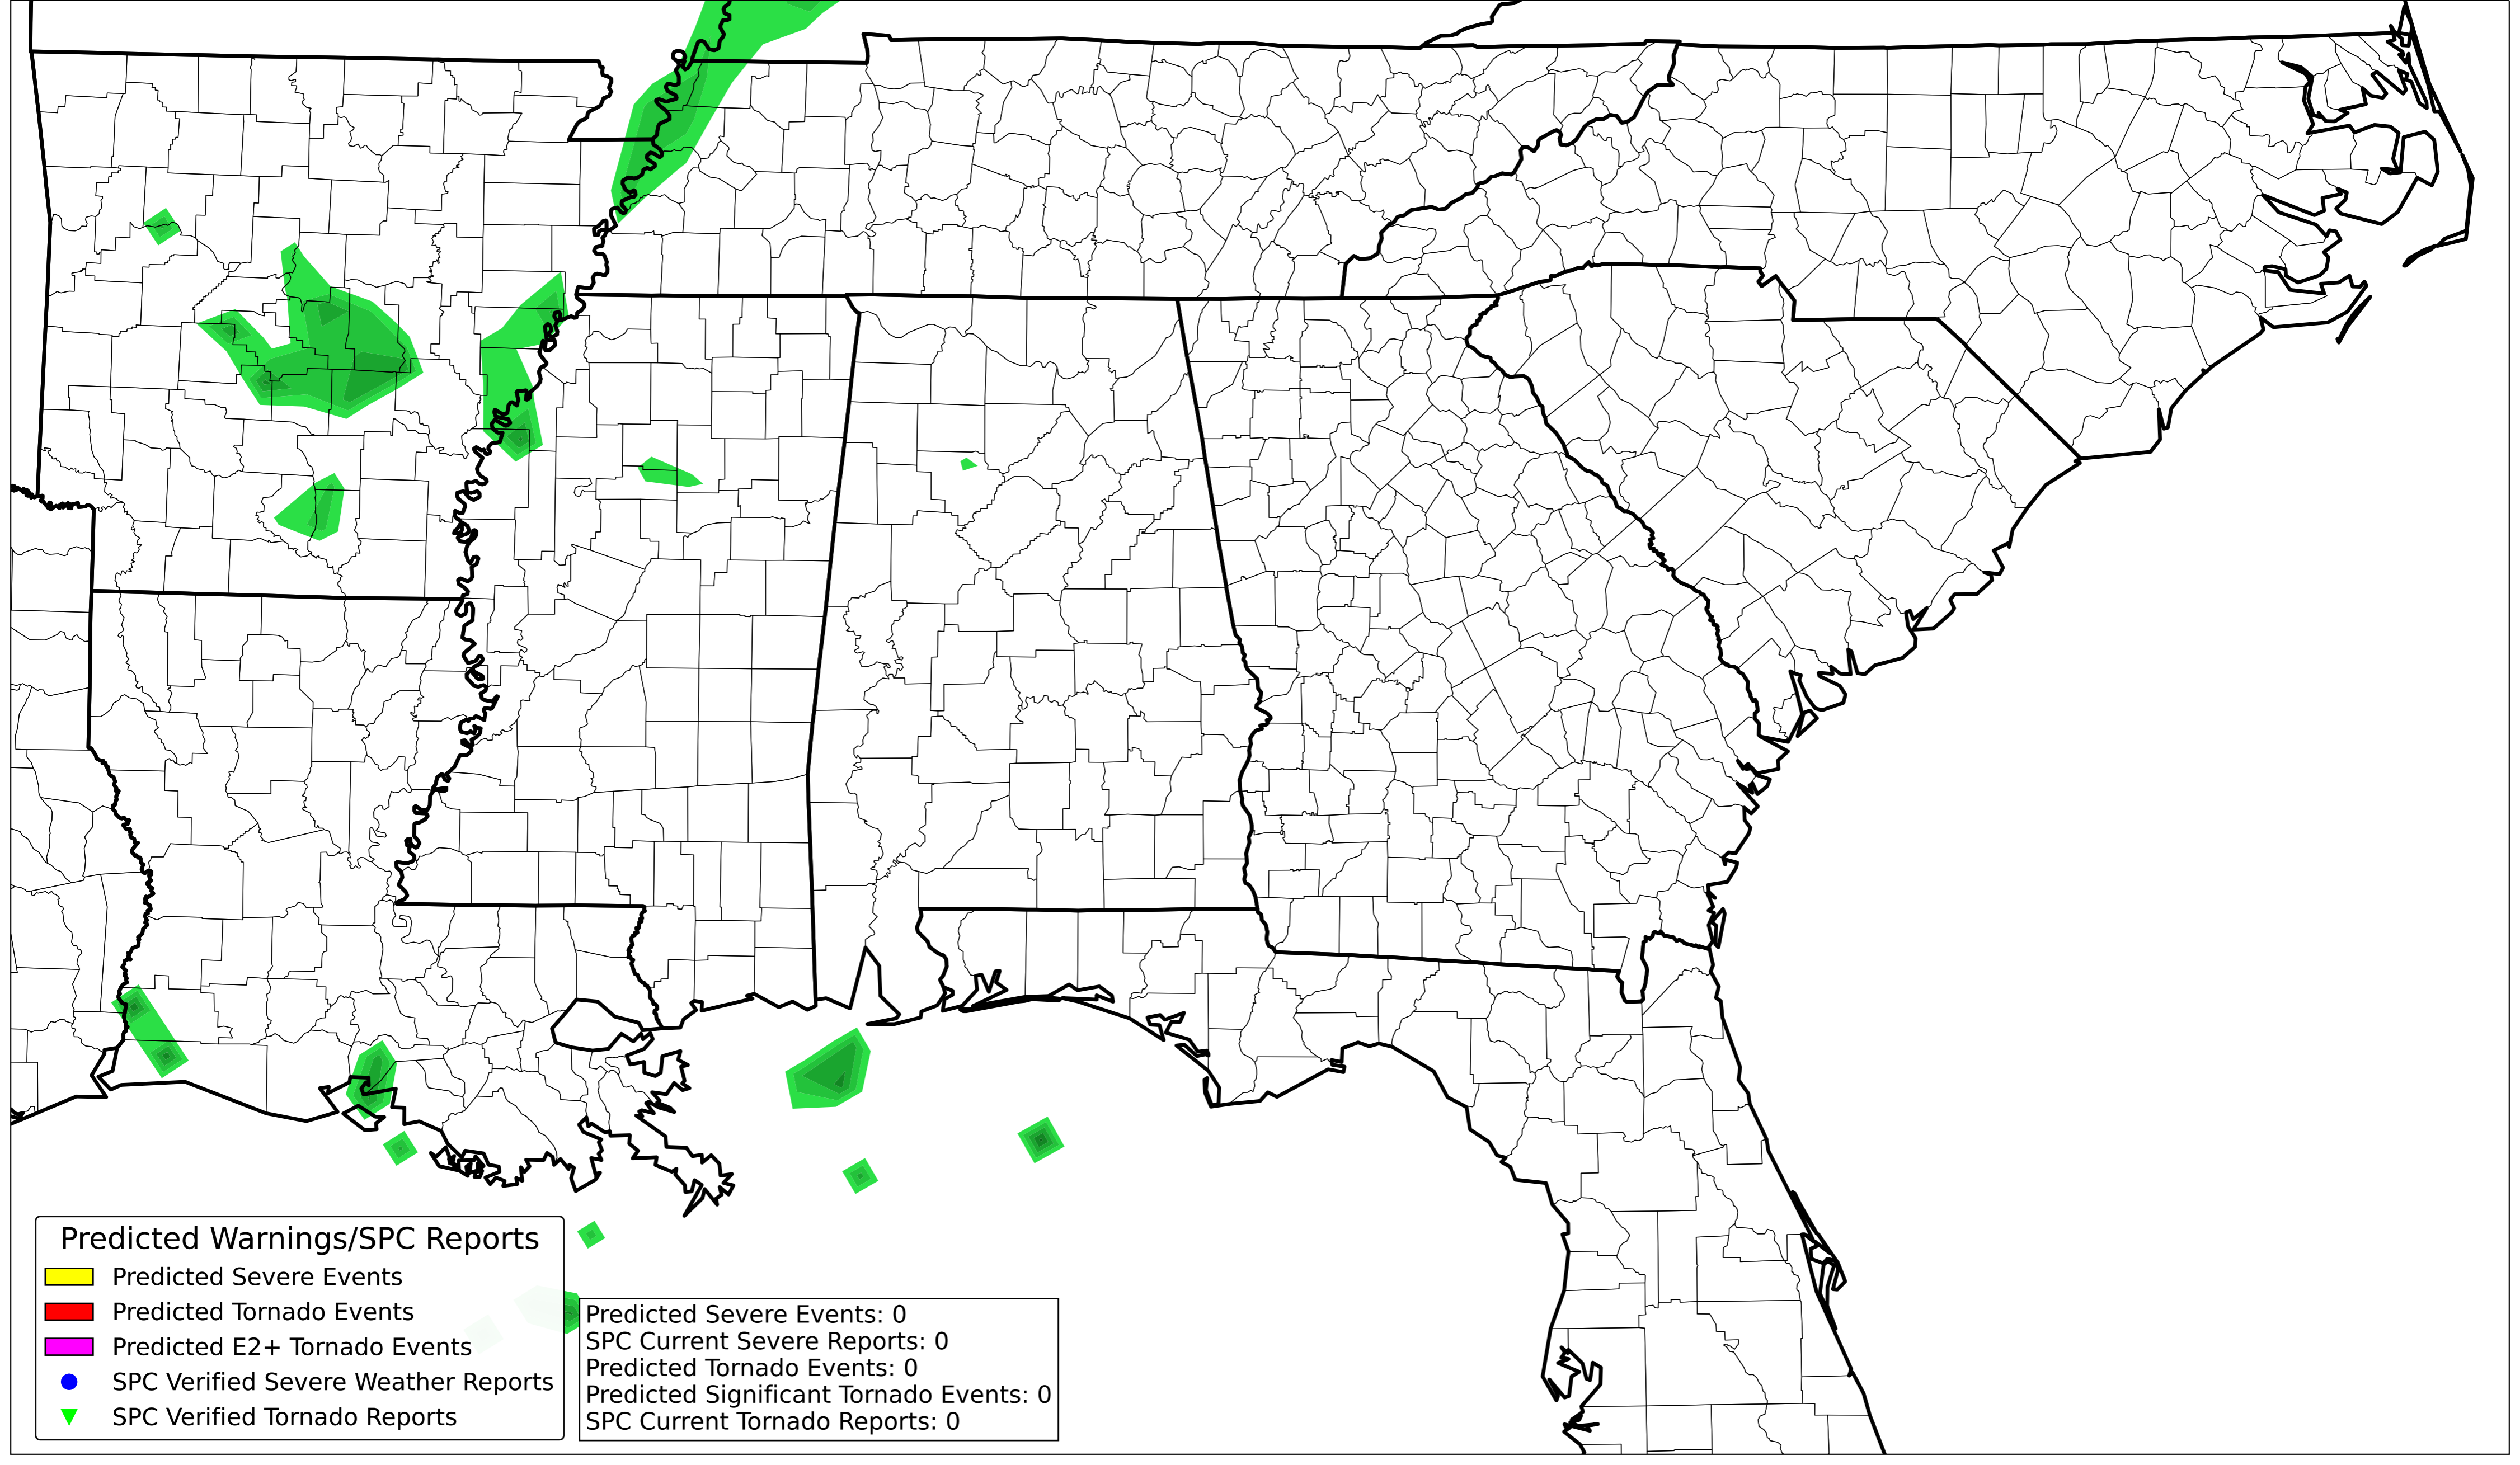 Predicted Warnings/SPC Reports
Predicted Severe Events
Predicted Tornado Events
Predicted E2+ Tornado Events
SPC Verified Severe Weather Reports
SPC Verified Tornado Reports
Predicted Severe Events: 0
SPC Current Severe Reports: 0
Predicted Tornado Events: 0
Predicted Significant Tornado Events: 0
SPC Current Tornado Reports: 0